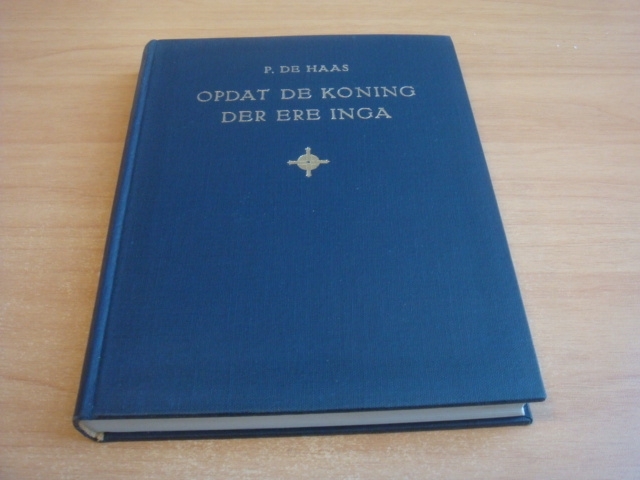 P. DE HAAS
OPDAT DE KONING
DER ERE INGA